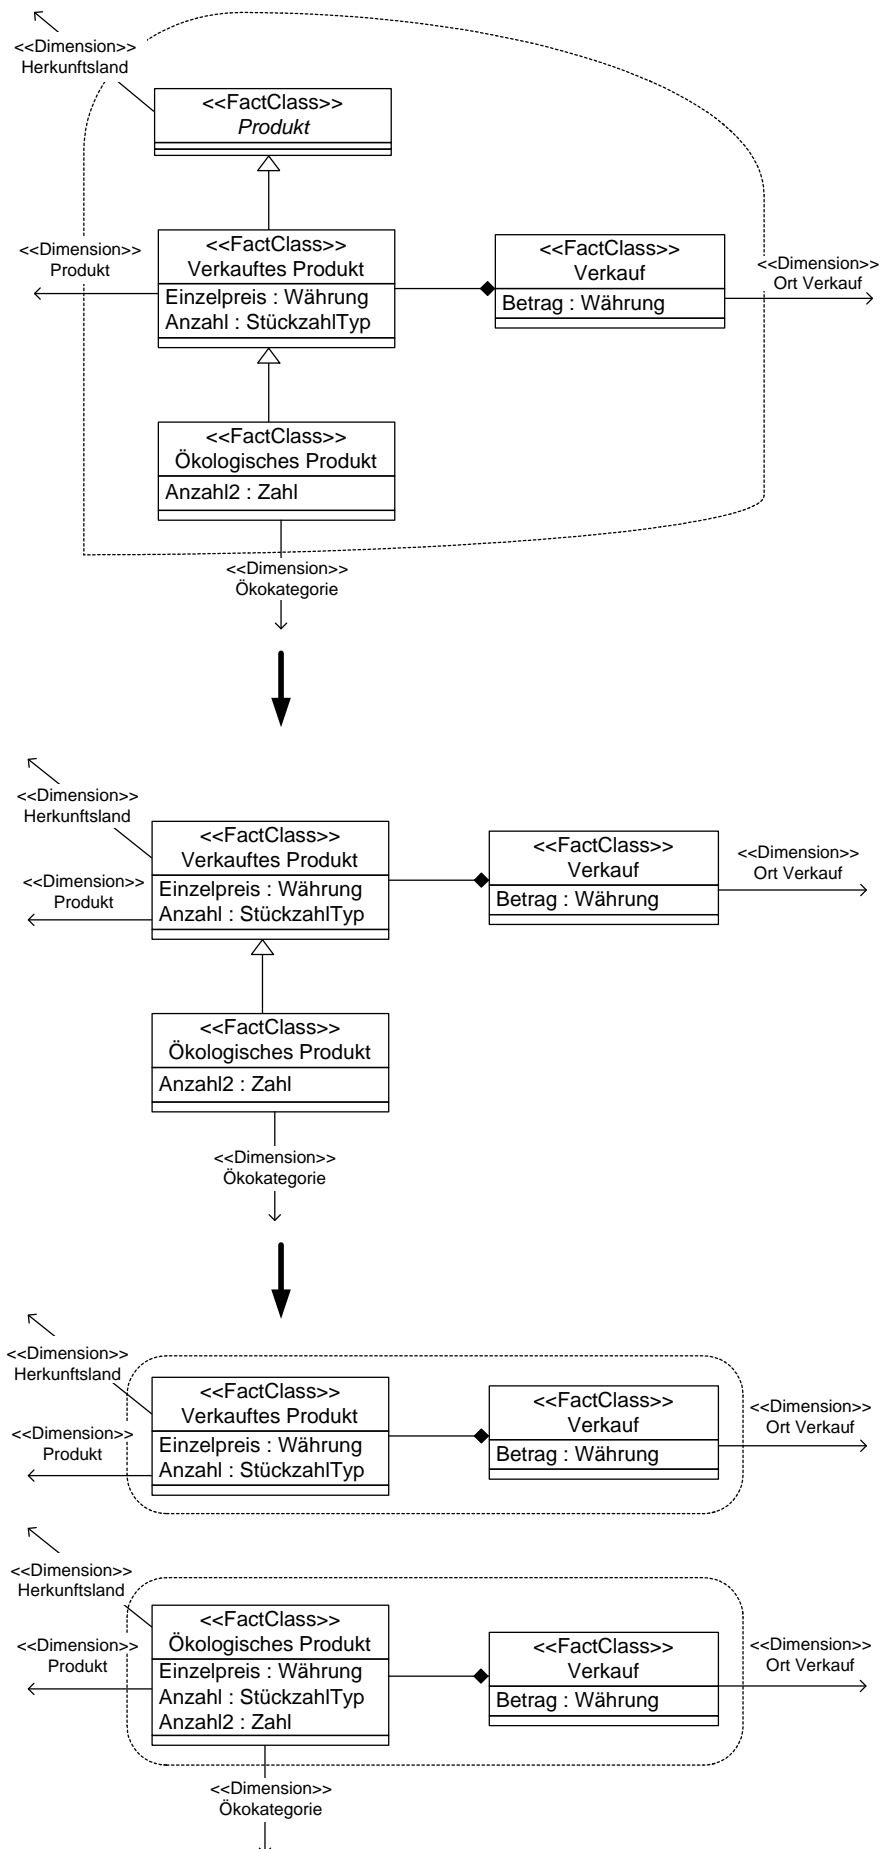 <<Dimension>>
Herkunftsland
<<FactClass>>
Produkt
<<Dimension>>
Produkt
<<FactClass>>
Verkauftes Produkt
Einzelpreis : Währung
Anzahl : StückzahlTyp
<<FactClass>>
Verkauf
Betrag : Währung
<<Dimension>>
Ort Verkauf
<<FactClass>>
Ökologisches Produkt
Anzahl2 : Zahl
<<Dimension>>
Ökokategorie
<<Dimension>>
Herkunftsland
<<FactClass>>
Verkauftes Produkt
Einzelpreis : Währung
Anzahl : StückzahlTyp
<<Dimension>>
Produkt
<<FactClass>>
Verkauf
Betrag : Währung
<<Dimension>>
Ort Verkauf
<<FactClass>>
Ökologisches Produkt
Anzahl2 : Zahl
<<Dimension>>
Ökokategorie
<<Dimension>>
Herkunftsland
<<FactClass>>
Verkauftes Produkt
Einzelpreis : Währung
Anzahl : StückzahlTyp
<<Dimension>>
Produkt
<<FactClass>>
Verkauf
Betrag : Währung
<<Dimension>>
Ort Verkauf
<<Dimension>>
Herkunftsland
<<FactClass>>
Ökologisches Produkt
Einzelpreis : Währung
Anzahl : StückzahlTyp
Anzahl2 : Zahl
<<Dimension>>
Produkt
<<FactClass>>
Verkauf
Betrag : Währung
<<Dimension>>
Ort Verkauf
<<Dimension>>
Ökokategorie